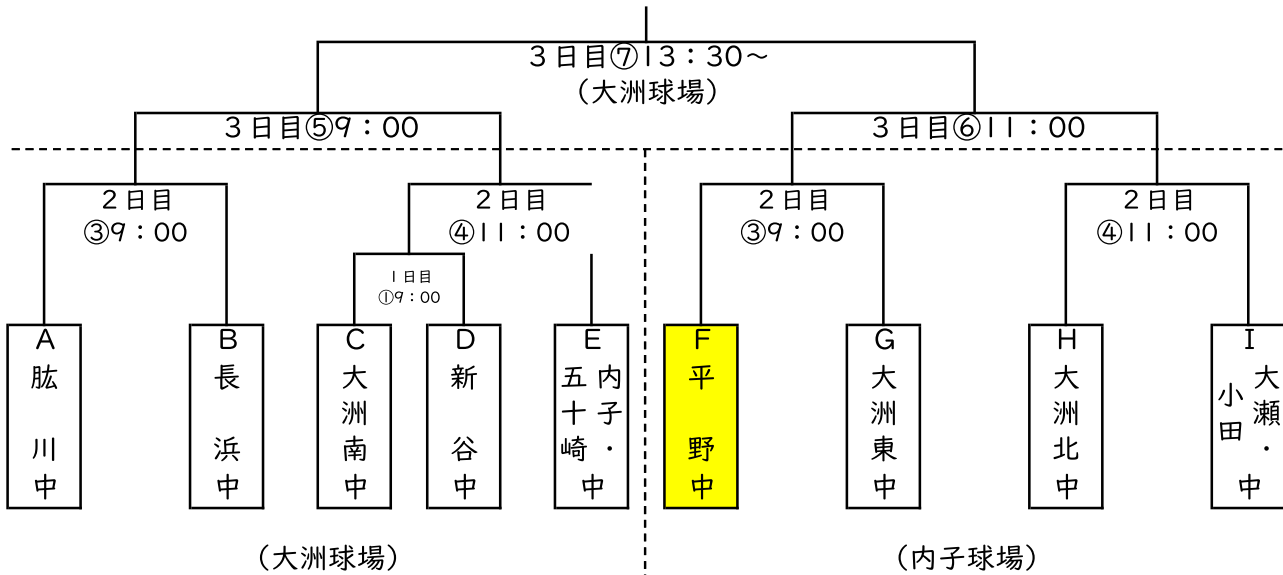 3日目⑦13:30～
(大洲球場)
3日目⑤9:00
3日目⑥11:00
2日目
③9:00
2日目
④11:00
2日目
③9:00
2日目
④11:00
1日目
①9:00
A
肱川中
B
長浜中
C
大洲南中
D
新谷中
E
内子・
五十崎中
F
平野中
G
大洲東中
H
大洲北中
I
大瀬・
小田中
(大洲球場)
(内子球場)